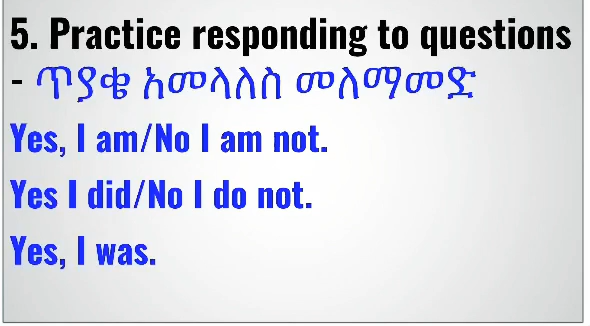 5. Practice responding to questions
- ጥያቄ አመላለስ መለማመድ
Yes, I am/No I am not.
Yes I did/No I do not.
Yes, I was.